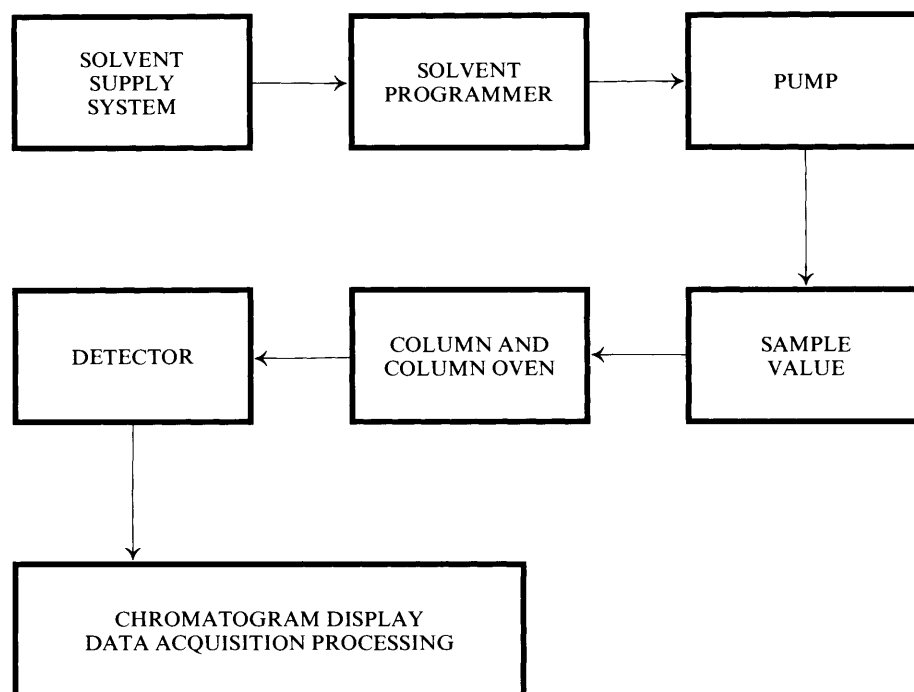 SOLVENT
SUPPLY
SYSTEM
SOLVENT
PROGRAMMER
PUMP
SAMPLE
VALUE
COLUMN AND
COLUMN OVEN
DETECTOR
CHROMATOGRAM DISPLAY
DATA ACQUISITION PROCESSING